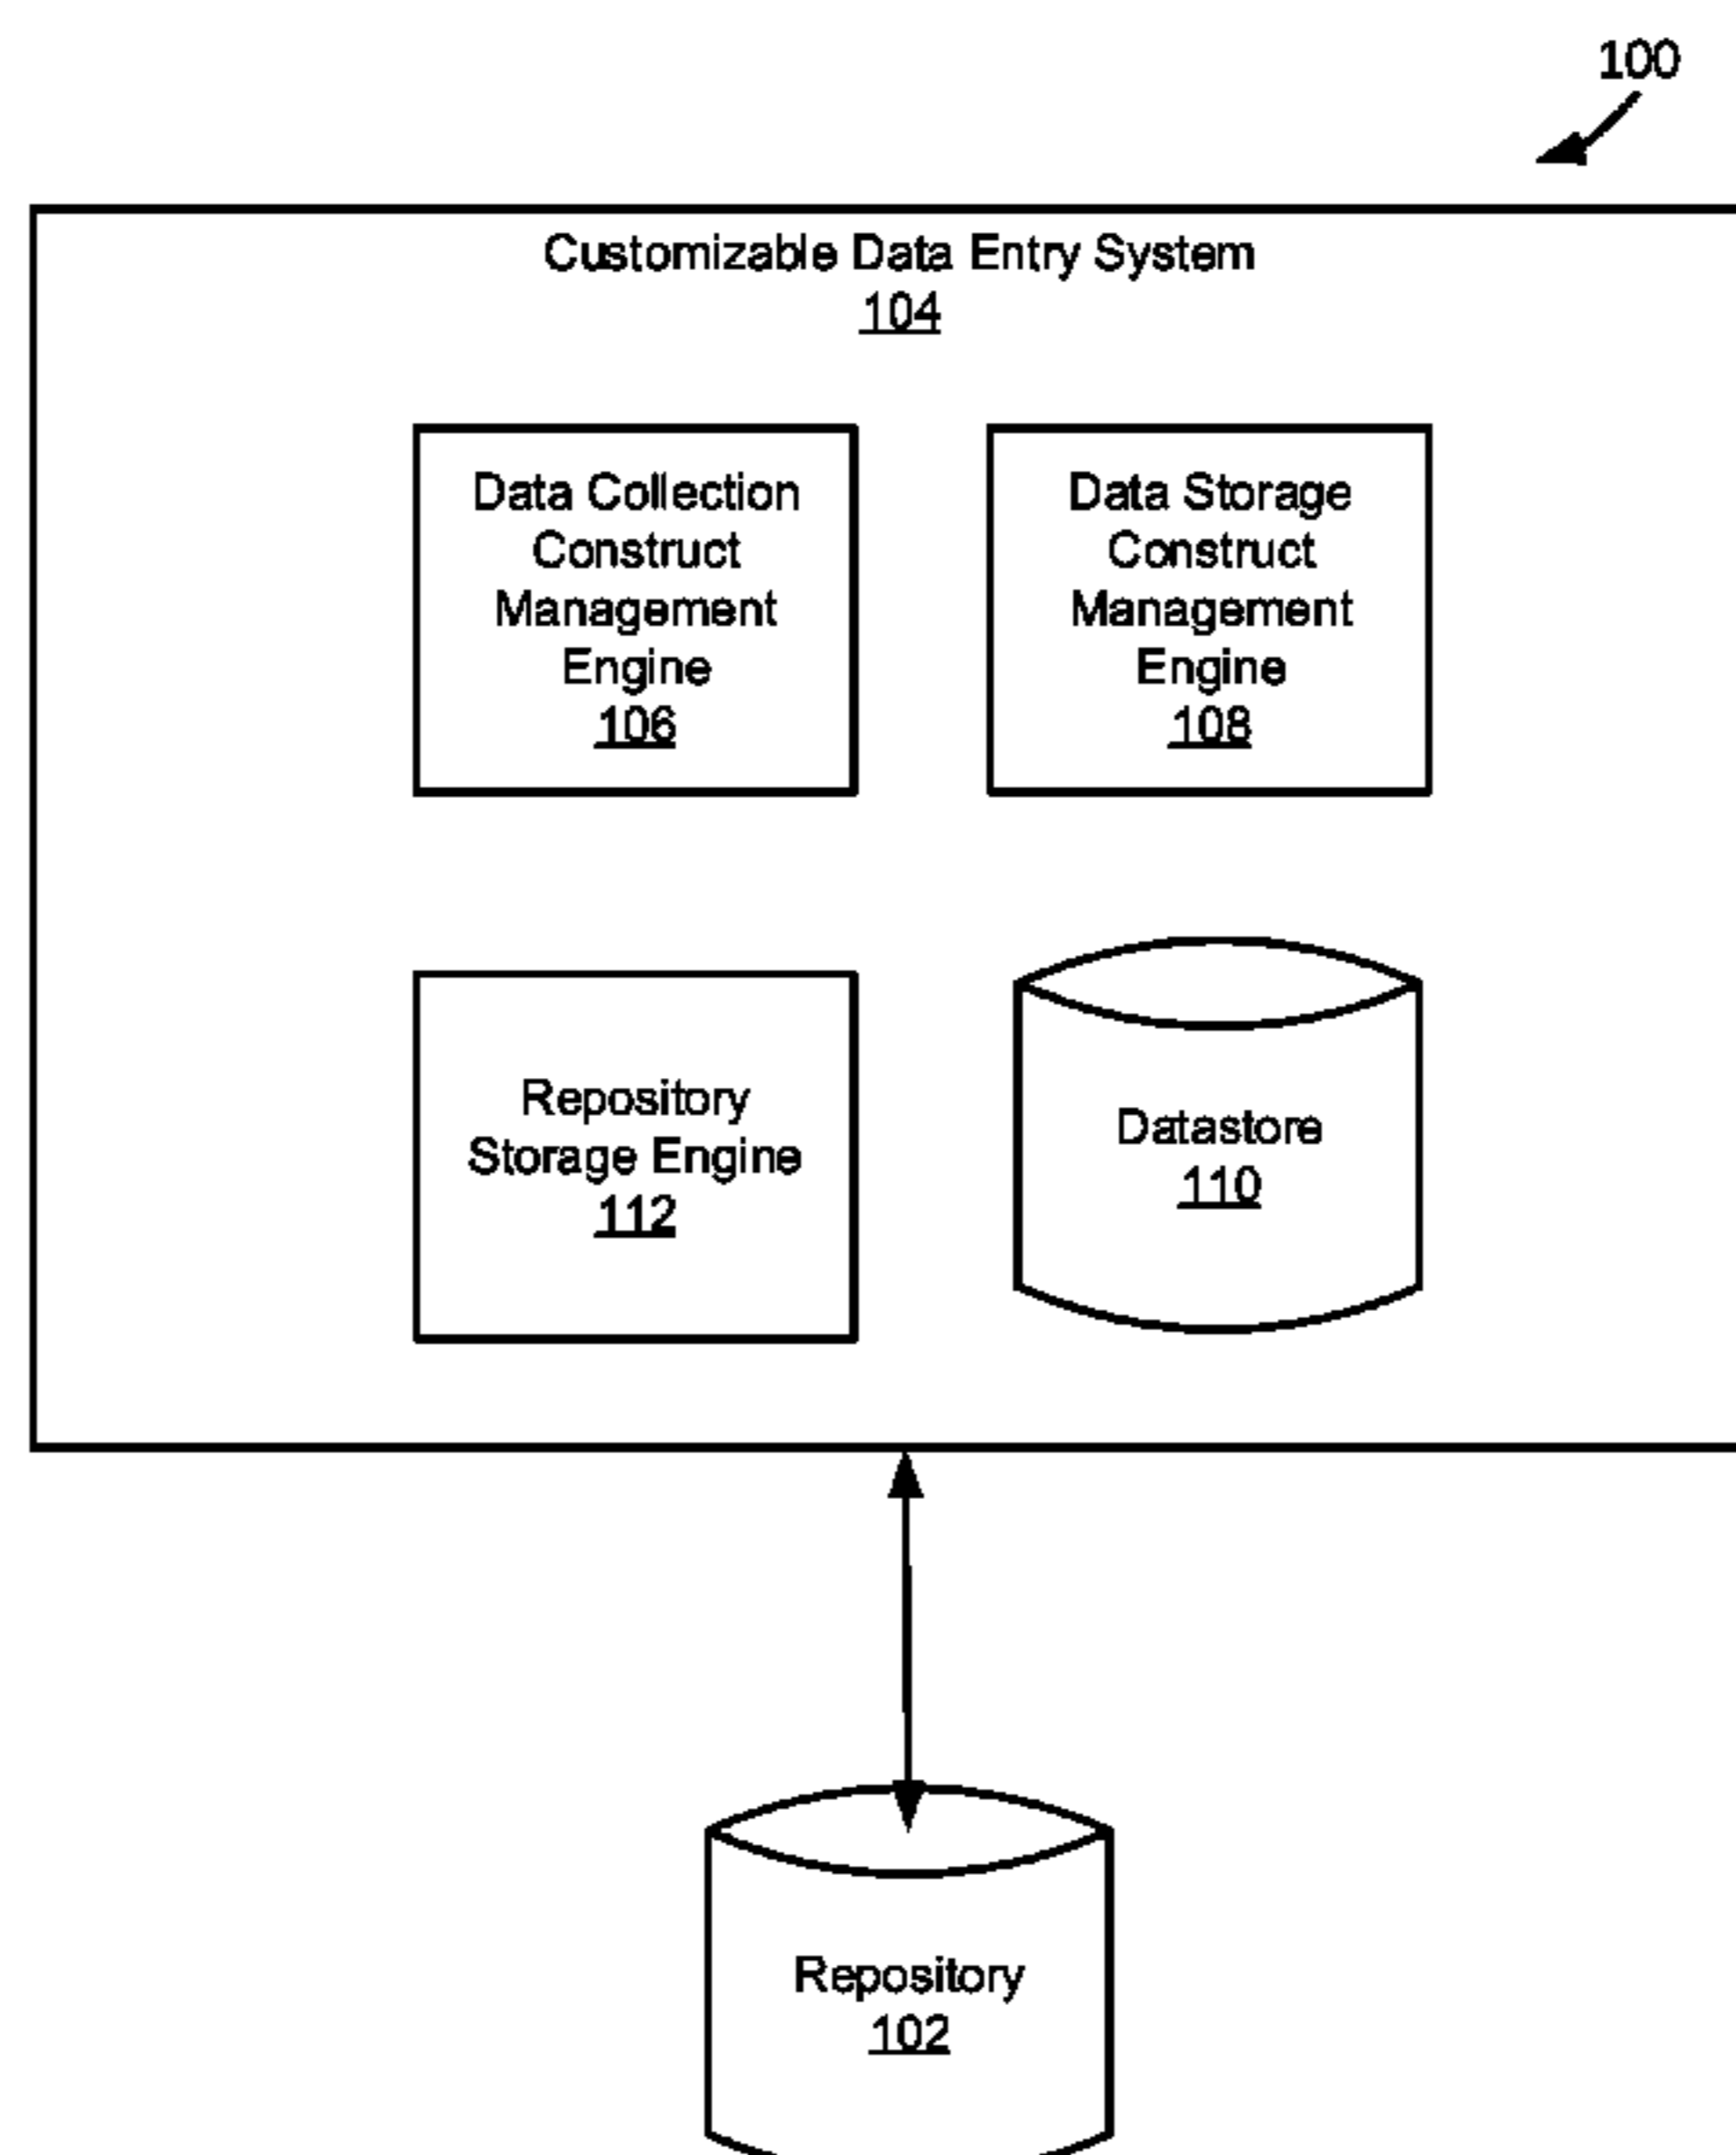 100
Customizable Data Entry System
104
Data Collection
Construct
Management
Engine
106
Data Storage
Construct
Management
Engine
108
Repository
Storage Engine
112
Datastore
110
Repository
102